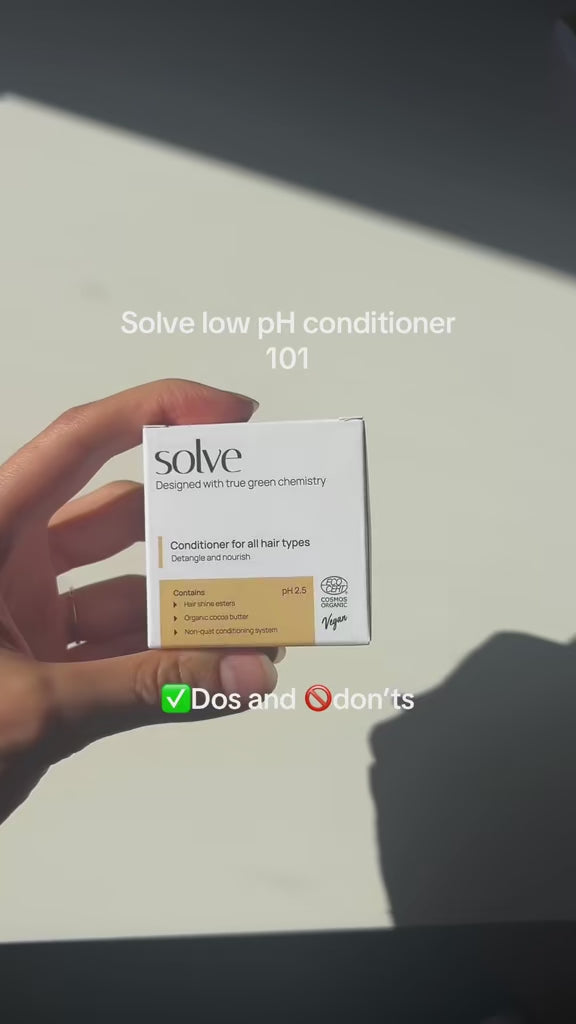 Solve low pH conditioner
101
solve
Designed with true green chemistry
Conditioner for all hair types
Detangle and nourish
Contains
pH 2.5
Hair shine esters
Organic cocoa butter
Non-quat conditioning system
ECO
CERT
COSMOS
ORGANIC
Vegan
✅Dos and 🚫don’ts